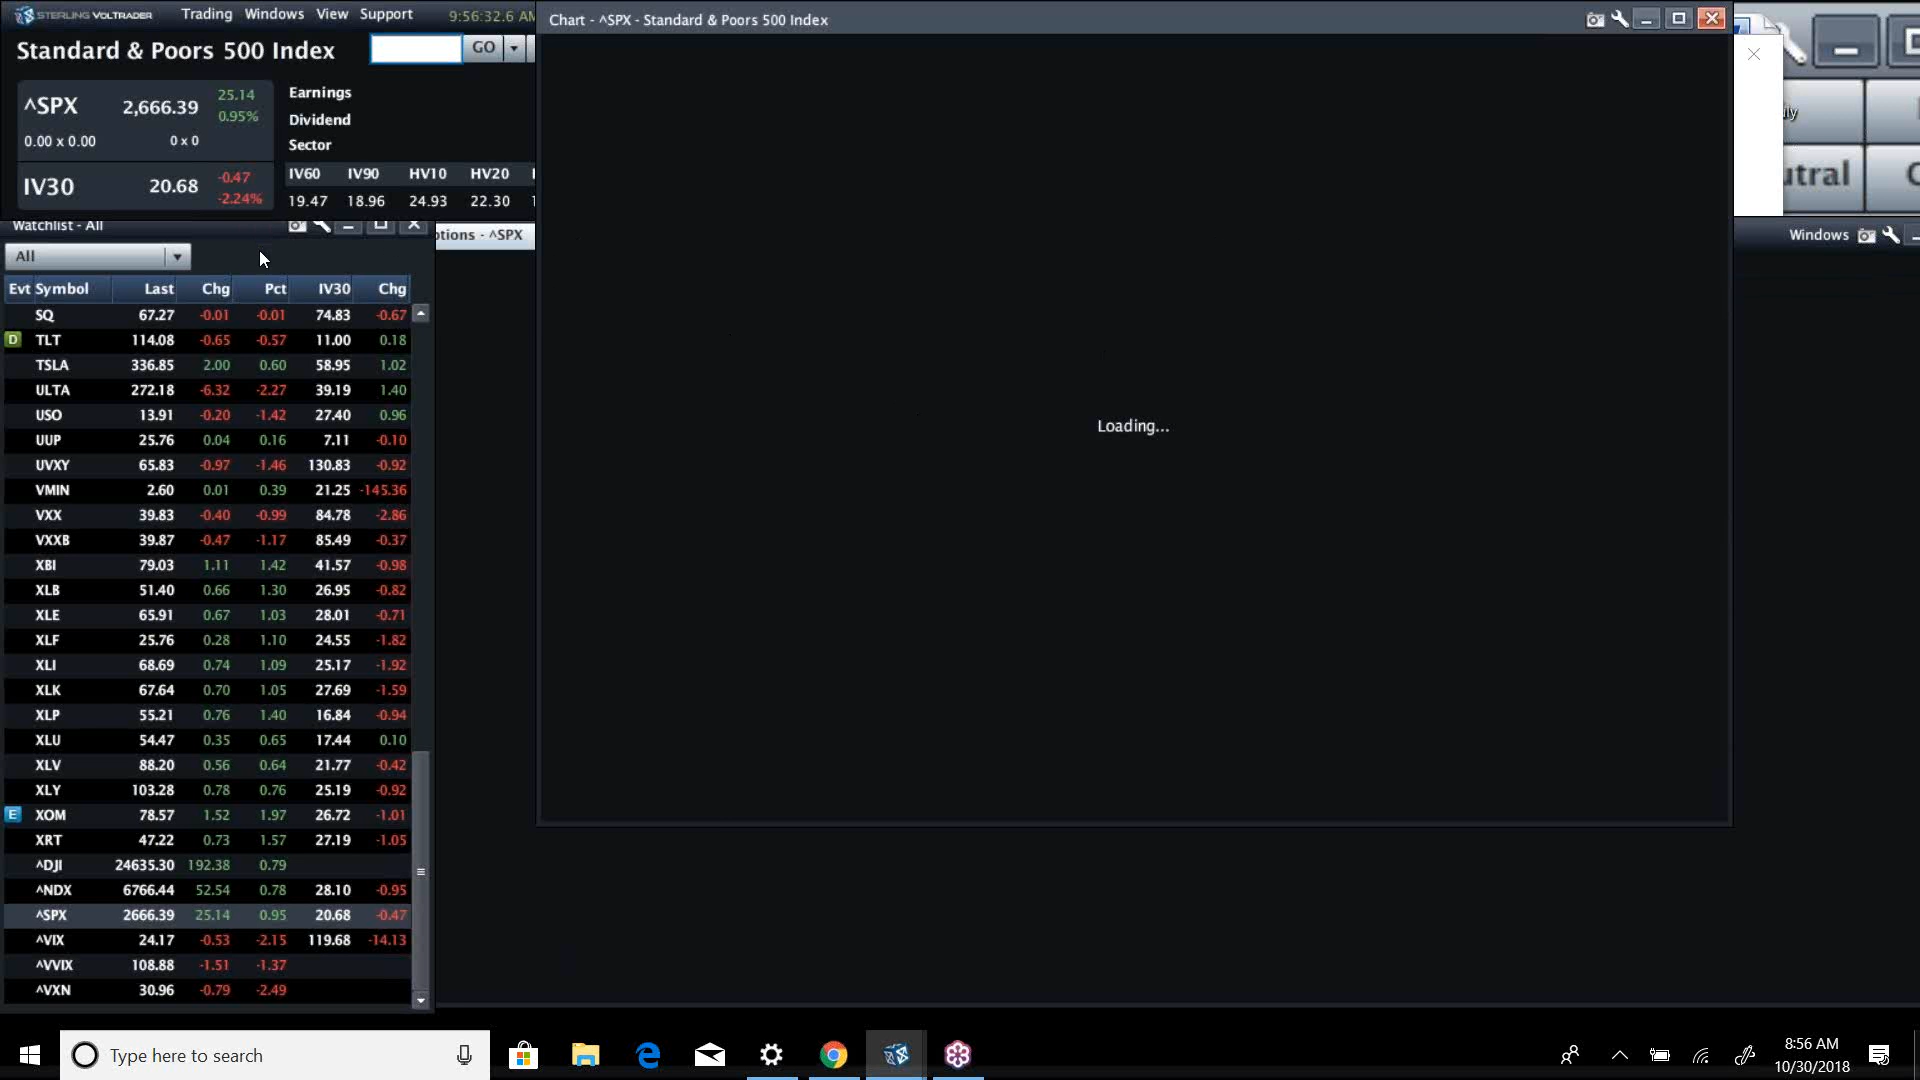 STERLING VOLTRADER Trading Windows View Support 9:56:32.6 AM
Standard & Poors 500 Index GO
^SPX 2,666.39 25.14 0.95%
0.00 x 0.00 0 x 0
IV30 20.68 -0.47 -2.24%
Earnings
Dividend
Sector
IV60 IV90 HV10 HV20
19.47 18.96 24.93 22.30
Chart - ^SPX - Standard & Poors 500 Index
Loading...
Windows
Watchlist - All
ptions - ^SPX
All
Evt Symbol Last Chg Pct IV30 Chg
SQ 67.27 -0.01 -0.01 74.83 -0.67
D TLT 114.08 -0.65 -0.57 11.00 0.18
TSLA 336.85 2.00 0.60 58.95 1.02
ULTA 272.18 -6.32 -2.27 39.19 1.40
USO 13.91 -0.20 -1.42 27.40 0.96
UUP 25.76 0.04 0.16 7.11 -0.10
UVXY 65.83 -0.97 -1.46 130.83 -0.92
VMIN 2.60 0.01 0.39 21.25 -145.36
VXX 39.83 -0.40 -0.99 84.78 -2.86
VXXB 39.87 -0.47 -1.17 85.49 -0.37
XBI 79.03 1.11 1.42 41.57 -0.98
XLB 51.40 0.66 1.30 26.95 -0.82
XLE 65.91 0.67 1.03 28.01 -0.71
XLF 25.76 0.28 1.10 24.55 -1.82
XLI 68.69 0.74 1.09 25.17 -1.92
XLK 67.64 0.70 1.05 27.69 -1.59
XLP 55.21 0.76 1.40 16.84 -0.94
XLU 54.47 0.35 0.65 17.44 0.10
XLV 88.20 0.56 0.64 21.77 -0.42
XLY 103.28 0.78 0.76 25.19 -0.92
E XOM 78.57 1.52 1.97 26.72 -1.01
XRT 47.22 0.73 1.57 27.19 -1.05
^DJI 24635.30 192.38 0.79
^NDX 6766.44 52.54 0.78 28.10 -0.95
^SPX 2666.39 25.14 0.95 20.68 -0.47
^VIX 24.17 -0.53 -2.15 119.68 -14.13
^VVIX 108.88 -1.51 -1.37
^VXN 30.96 -0.79 -2.49
Type here to search
8:56 AM
10/30/2018